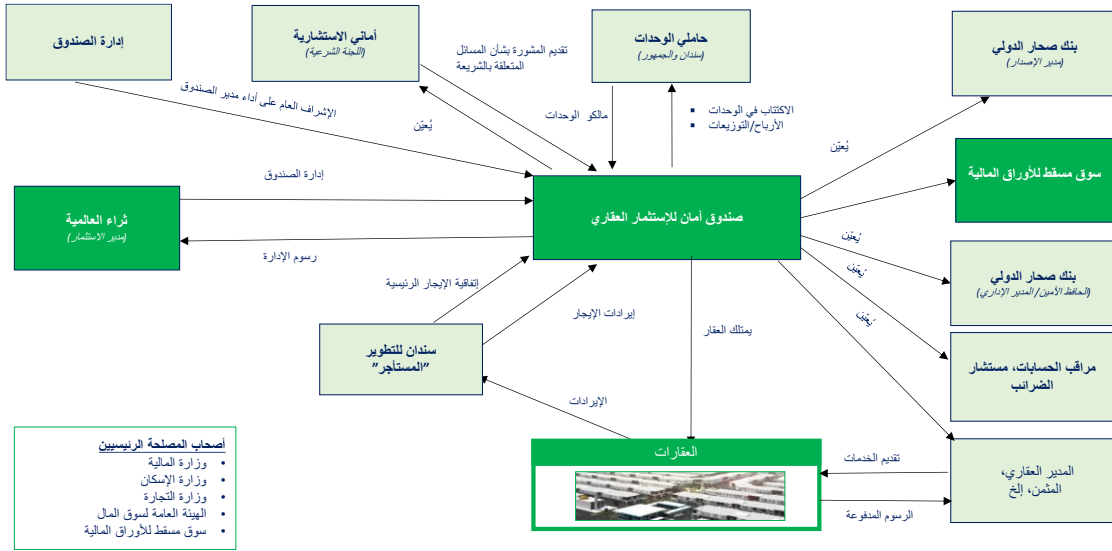 إدارة الصندوق
أماني الاستشارية
(اللجنة الشرعية)
تقديم المشورة بشأن المسائل
المتعلقة بالشريعة
حاملي الوحدات
(سندان والجمهور)
بنك صحار الدولي
(مدير الإصدار)
الإشراف العام على أداء مدير الصندوق
يُعيّن
مالكو الوحدات
▪ الاكتتاب في الوحدات
▪ الأرباح/التوزيعات
يُعيّن
سوق مسقط للأوراق المالية
إدارة الصندوق
ثراء العالمية
(مدير الاستثمار)
صندوق أمان للإستثمار العقاري
رسوم الإدارة
يُعيّن
بنك صحار الدولي
(الحافظ الأمين/ المدير الإداري)
إتفاقية الإيجار الرئيسية
يُعيّن
إيرادات الإيجار
يُعيّن
يمتلك العقار
سندان للتطوير
"المستأجر"
مراقب الحسابات، مستشار
الضرائب
الإيرادات
أصحاب المصلحة الرئيسيين
• وزارة المالية
• وزارة الإسكان
• وزارة التجارة
• الهيئة العامة لسوق المال
• سوق مسقط للأوراق المالية
العقارات
تقديم الخدمات
المدير العقاري،
المثمن، إلخ
الرسوم المدفوعة